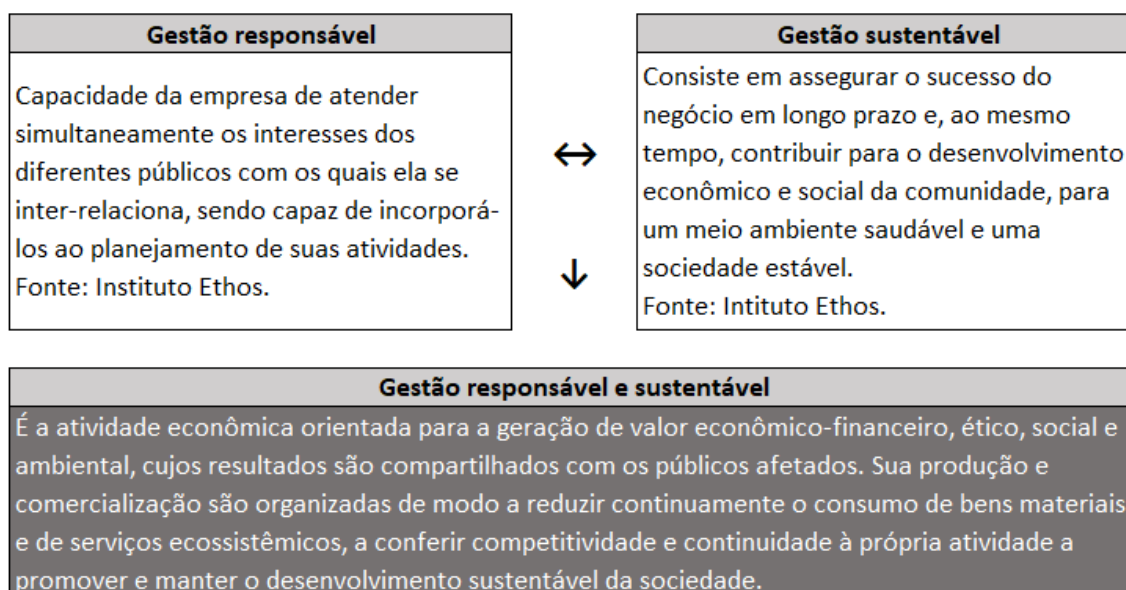 Gestão responsável
Capacidade da empresa de atender
simultaneamente os interesses dos
diferentes públicos com os quais ela se
inter-relaciona, sendo capaz de incorporá-
los ao planejamento de suas atividades.
Fonte: Instituto Ethos.
↔
↓
Gestão sustentável
Consiste em assegurar o sucesso do
negócio em longo prazo e, ao mesmo
tempo, contribuir para o desenvolvimento
econômico e social da comunidade, para
um meio ambiente saudável e uma
sociedade estável.
Fonte: Intituto Ethos.
Gestão responsável e sustentável
É a atividade econômica orientada para a geração de valor econômico-financeiro, ético, social e
ambiental, cujos resultados são compartilhados com os públicos afetados. Sua produção e
comercialização são organizadas de modo a reduzir continuamente o consumo de bens materiais
e de serviços ecossistêmicos, a conferir competitividade e continuidade à própria atividade a
promover e manter o desenvolvimento sustentável da sociedade.